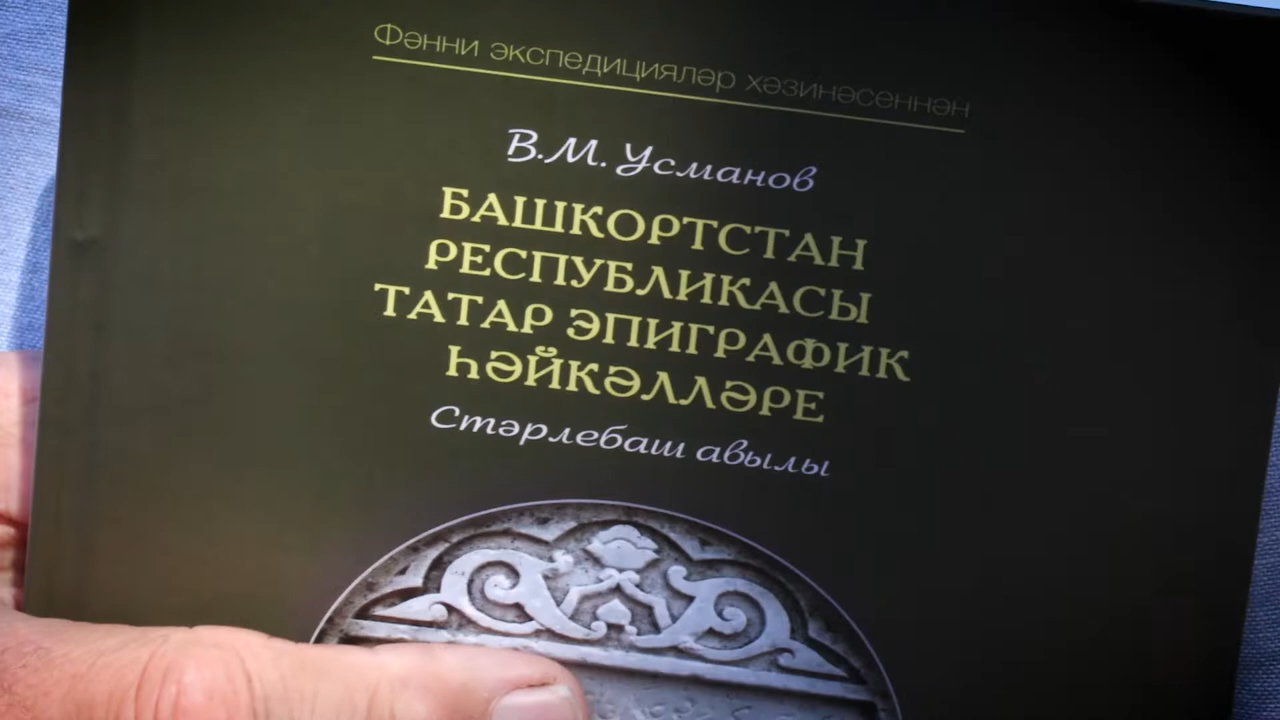 Фәнни экспедицияләр хәзинәсеннән
В.М. Усманов
БАШКОРТСТАН
РЕСПУБЛИКАСЫ
ТАТАР ЭПИГРАФИК
ҺӘЙКӘЛЛӘРЕ
Стәрлебаш авылы